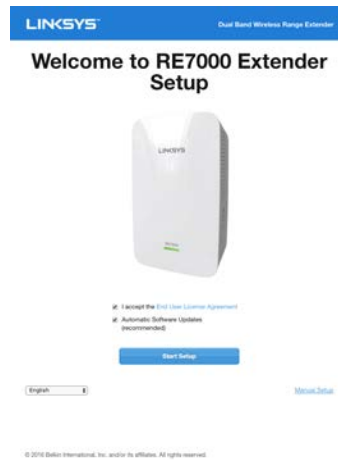 LINKSYS
Dual Band Wireless Range Extender
Welcome to RE7000 Extender
Setup
LINKSYS
I accept the End User License Agreement
Automatic Software Updates
(recommended)
Start Setup
English
Manual Setup
© 2016 Belkin International, Inc. and/or its affiliates. All rights reserved.